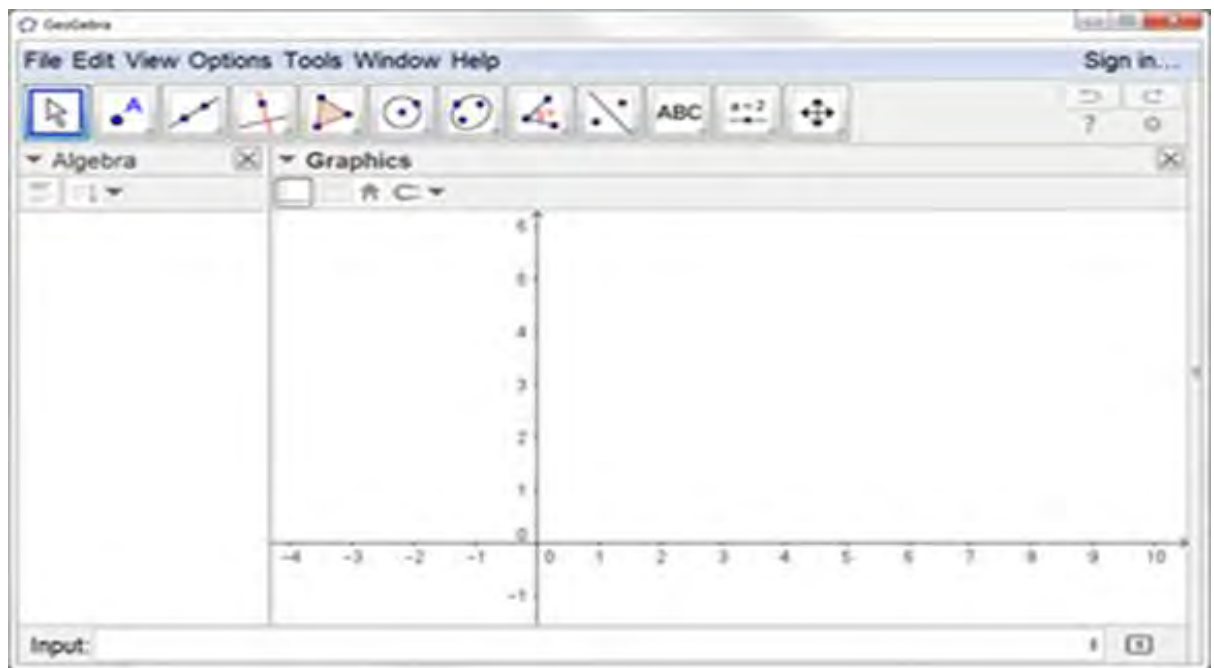 GeoGebra
File Edit View Options Tools Window Help Sign in...
A ABC a=2 ?
Algebra Graphics
6
5
4
3
2
1
0
-4 -3 -2 -1 0 1 2 3 4 5 6 7 8 9 10
-1
Input: